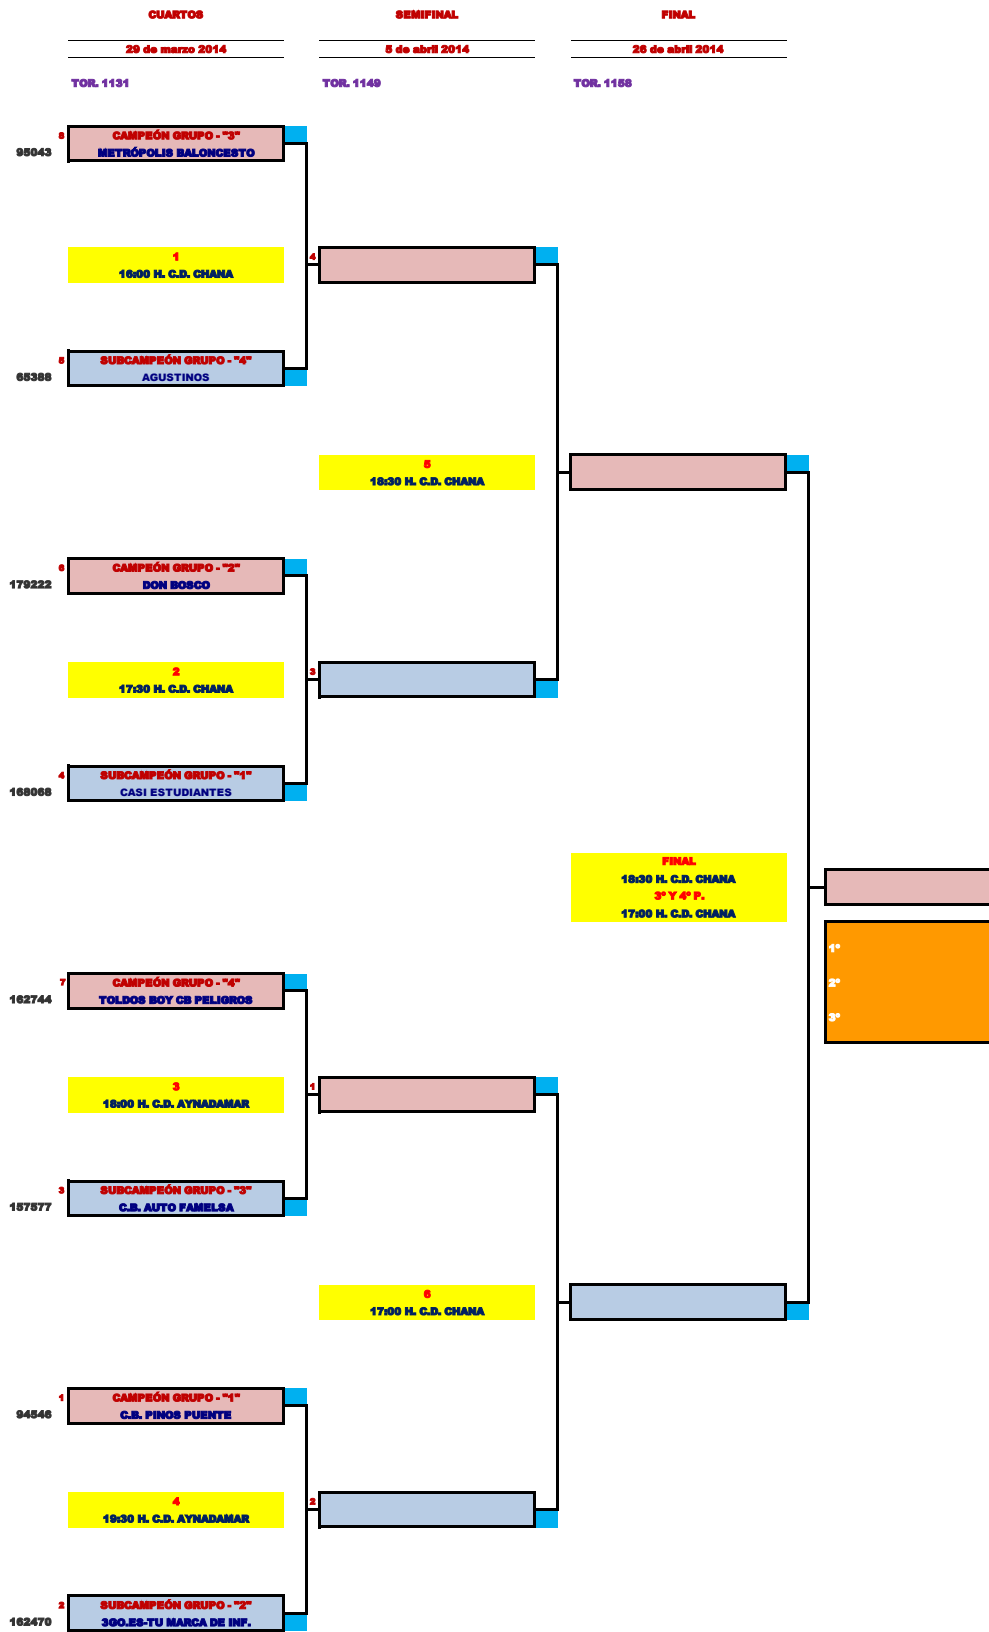 CUARTOS SEMIFINAL FINAL
29 de marzo 2014 5 de abril 2014 26 de abril 2014
TOR. 1131 TOR. 1149 TOR. 1158
8 CAMPEÓN GRUPO - "3"
95043 METRÓPOLIS BALONCESTO
1 4
16:00 H. C.D. CHANA
5 SUBCAMPEÓN GRUPO - "4"
65388 AGUSTINOS
5
18:30 H. C.D. CHANA
6 CAMPEÓN GRUPO - "2"
179222 DON BOSCO
2 3
17:30 H. C.D. CHANA
4 SUBCAMPEÓN GRUPO - "1"
168068 CASI ESTUDIANTES
FINAL
18:30 H. C.D. CHANA
3º Y 4º P.
17:00 H. C.D. CHANA
1º
2º
3º
7 CAMPEÓN GRUPO - "4"
162744 TOLDOS BOY CB PELIGROS
3 1
18:00 H. C.D. AYNADAMAR
3 SUBCAMPEÓN GRUPO - "3"
157577 C.B. AUTO FAMELSA
6
17:00 H. C.D. CHANA
1 CAMPEÓN GRUPO - "1"
94546 C.B. PINOS PUENTE
4 2
19:30 H. C.D. AYNADAMAR
2 SUBCAMPEÓN GRUPO - "2"
162470 3GO.ES-TU MARCA DE INF.